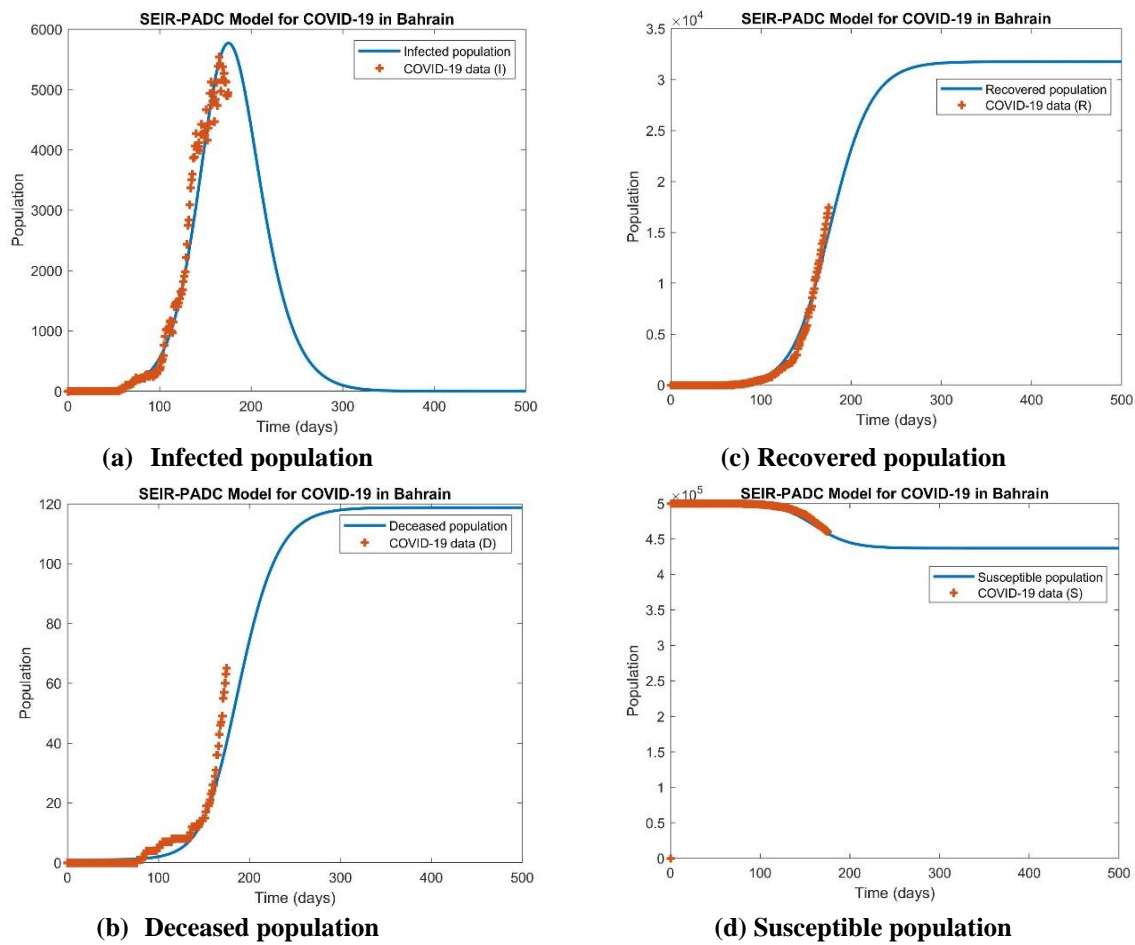 SEIR-PADC Model for COVID-19 in Bahrain
6000
5000
4000
3000
2000
1000
0
Population
Infected population
COVID-19 data (I)
0 100 200 300 400 500
Time (days)
(a) Infected population
SEIR-PADC Model for COVID-19 in Bahrain
×10⁴
3.5
3
2.5
2
1.5
1
0.5
0
Population
Recovered population
COVID-19 data (R)
0 100 200 300 400 500
Time (days)
(c) Recovered population
SEIR-PADC Model for COVID-19 in Bahrain
120
100
80
60
40
20
0
Population
Deceased population
COVID-19 data (D)
0 100 200 300 400 500
Time (days)
(b) Deceased population
SEIR-PADC Model for COVID-19 in Bahrain
×10⁵
5
4.5
4
3.5
3
2.5
2
1.5
1
0.5
0
Population
Susceptible population
COVID-19 data (S)
0 100 200 300 400 500
Time (days)
(d) Susceptible population